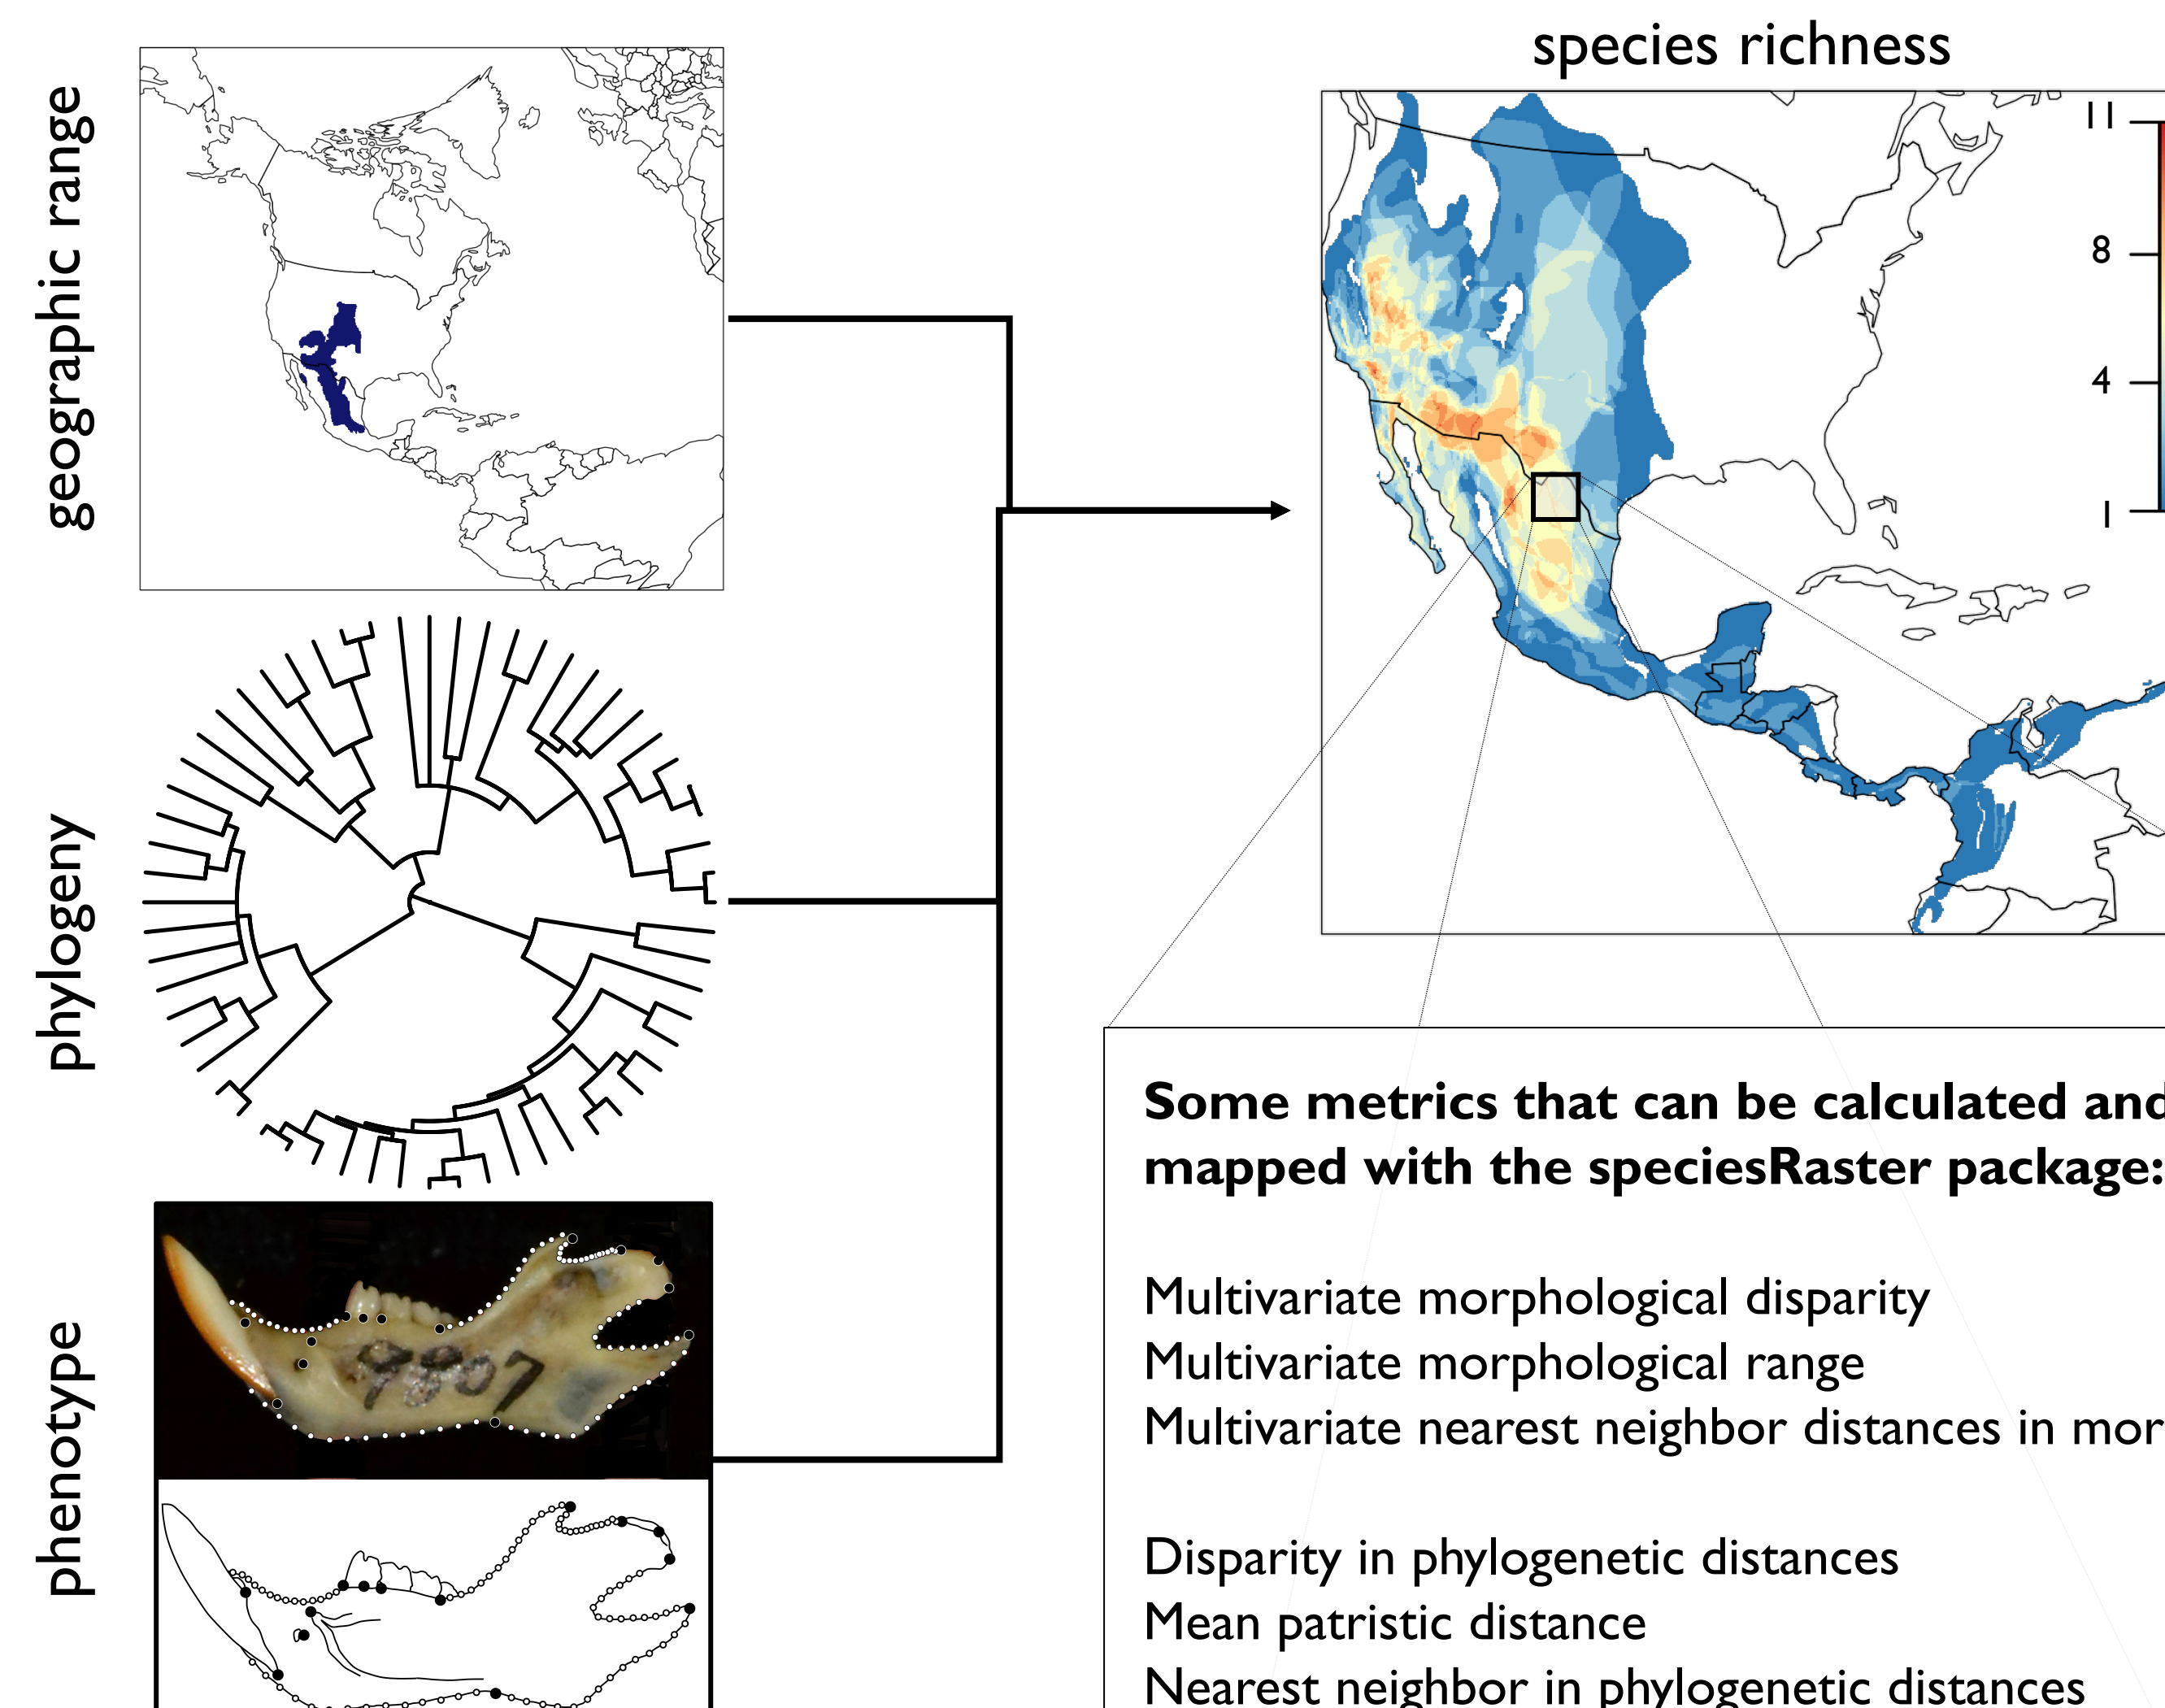 species richness
geographic range
11
8
4
1
phylogeny
phenotype
9807
Some metrics that can be calculated and
mapped with the speciesRaster package:
Multivariate morphological disparity
Multivariate morphological range
Multivariate nearest neighbor distances in mor
Disparity in phylogenetic distances
Mean patristic distance
Nearest neighbor in phylogenetic distances